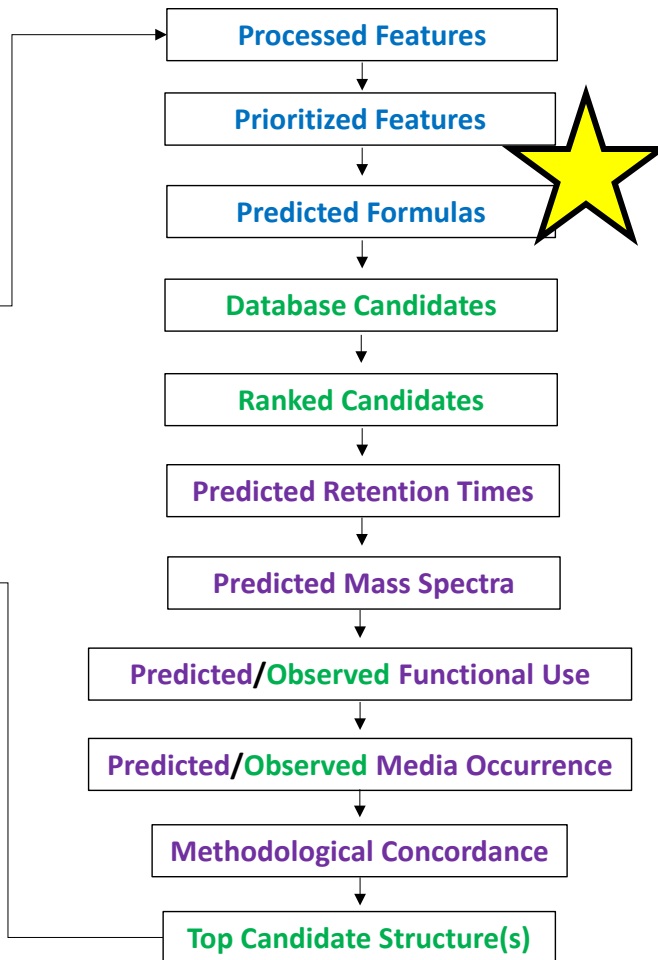 Processed Features
Prioritized Features
Predicted Formulas
Database Candidates
Ranked Candidates
Predicted Retention Times
Predicted Mass Spectra
Predicted/Observed Functional Use
Predicted/Observed Media Occurrence
Methodological Concordance
Top Candidate Structure(s)